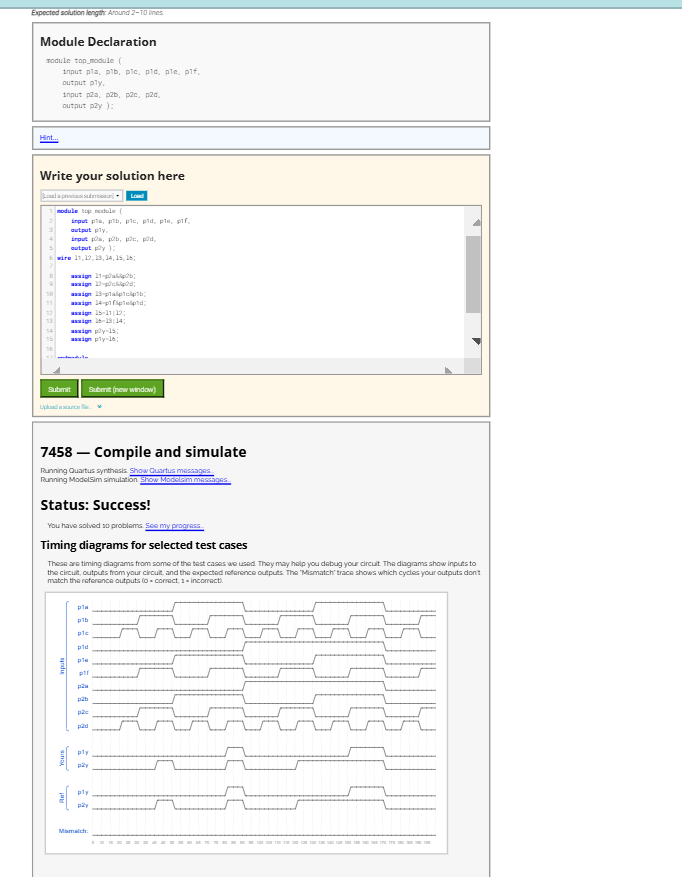 Expected solution length: Around 2–10 lines.
Module Declaration
module top_module (
input p1a, p1b, p1c, p1d, p1e, p1f,
output p1y,
input p2a, p2b, p2c, p2d,
output p2y );
Hint...
Write your solution here
[Load a previous submission]
Load
1 module top_module (
2 input p1a, p1b, p1c, p1d, p1e, p1f,
3 output p1y,
4 input p2a, p2b, p2c, p2d,
5 output p2y );
6 wire l1,l2,l3,l4,l5,l6;
7
8 assign l1=p2a&&p2b;
9 assign l2=p2c&&p2d;
10 assign l3=p1a&p1c&p1b;
11 assign l4=p1f&p1e&p1d;
12 assign l5=l1|l2;
13 assign l6=l3|l4;
14 assign p2y=l5;
15 assign p1y=l6;
16
17 endmodule
Submit Submit (new window)
Upload a source file...
7458 — Compile and simulate
Running Quartus synthesis. Show Quartus messages...
Running ModelSim simulation. Show Modelsim messages...
Status: Success!
You have solved 10 problems. See my progress...
Timing diagrams for selected test cases
These are timing diagrams from some of the test cases we used. They may help you debug your circuit. The diagrams show inputs to
the circuit, outputs from your circuit, and the expected reference outputs. The "Mismatch" trace shows which cycles your outputs don't
match the reference outputs (0 = correct, 1 = incorrect).
Inputs
p1a
p1b
p1c
p1d
p1e
p1f
p2a
p2b
p2c
p2d
Yours
p1y
p2y
Ref
p1y
p2y
Mismatch: